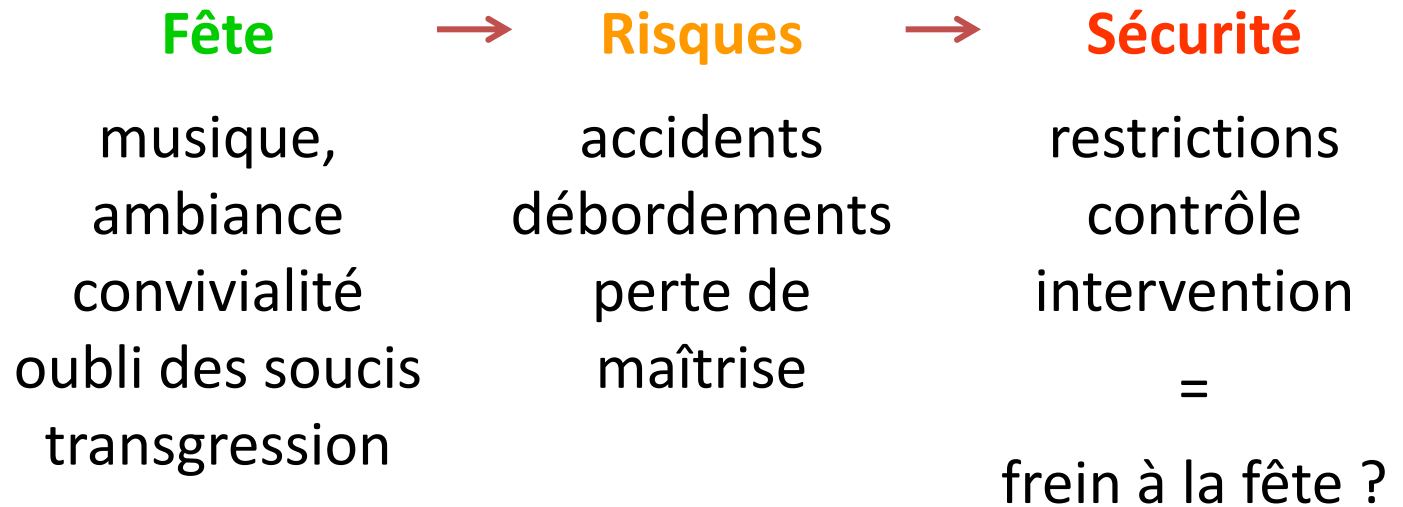 Fête → Risques → Sécurité
musique,
ambiance
convivialité
oubli des soucis
transgression
accidents
débordements
perte de
maîtrise
restrictions
contrôle
intervention
=
frein à la fête ?